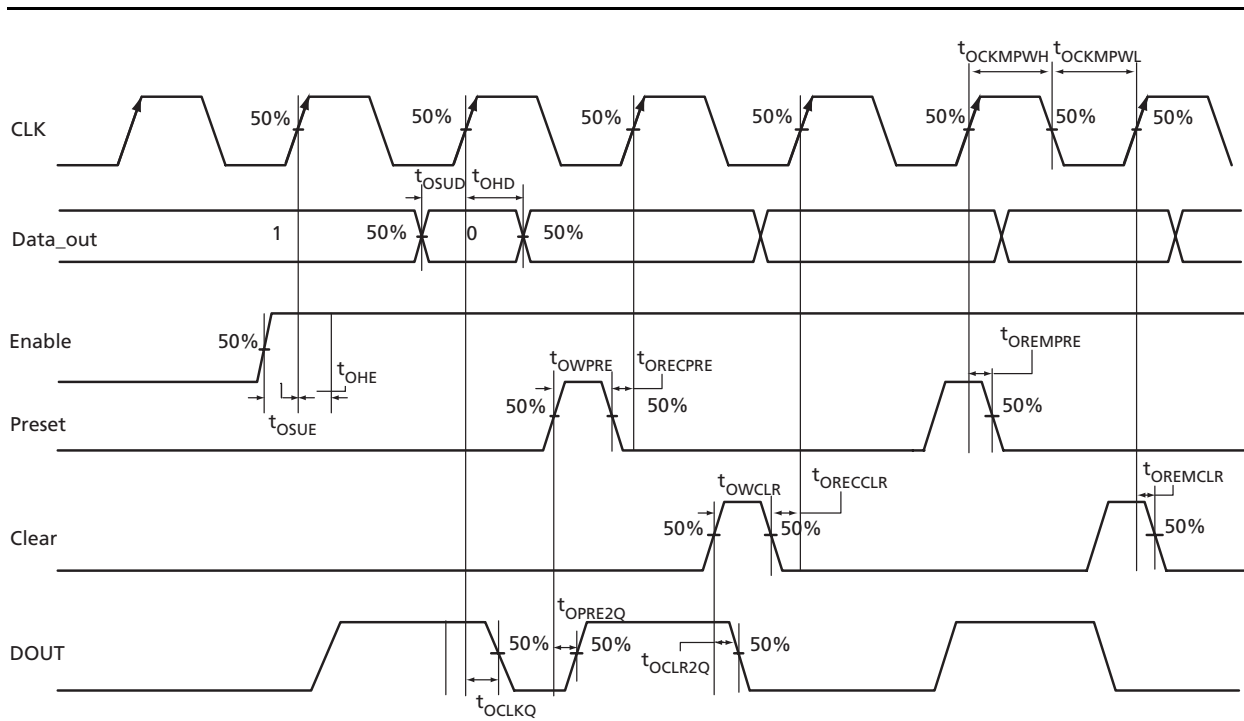 tOCKMPWH tOCKMPWL
CLK 50% 50% 50% 50% 50% 50% 50%
tOSUD tOHD
Data_out 1 50% 0 50%
Enable 50%
tOHE
tOSUE
tOWPRE tORECPRE tOREMPRE
Preset 50% 50% 50%
tOWCLR tORECCLR tOREMCLR
Clear 50% 50% 50%
tOPRE2Q
DOUT 50% 50% 50%
tOCLR2Q
tOCLKQ